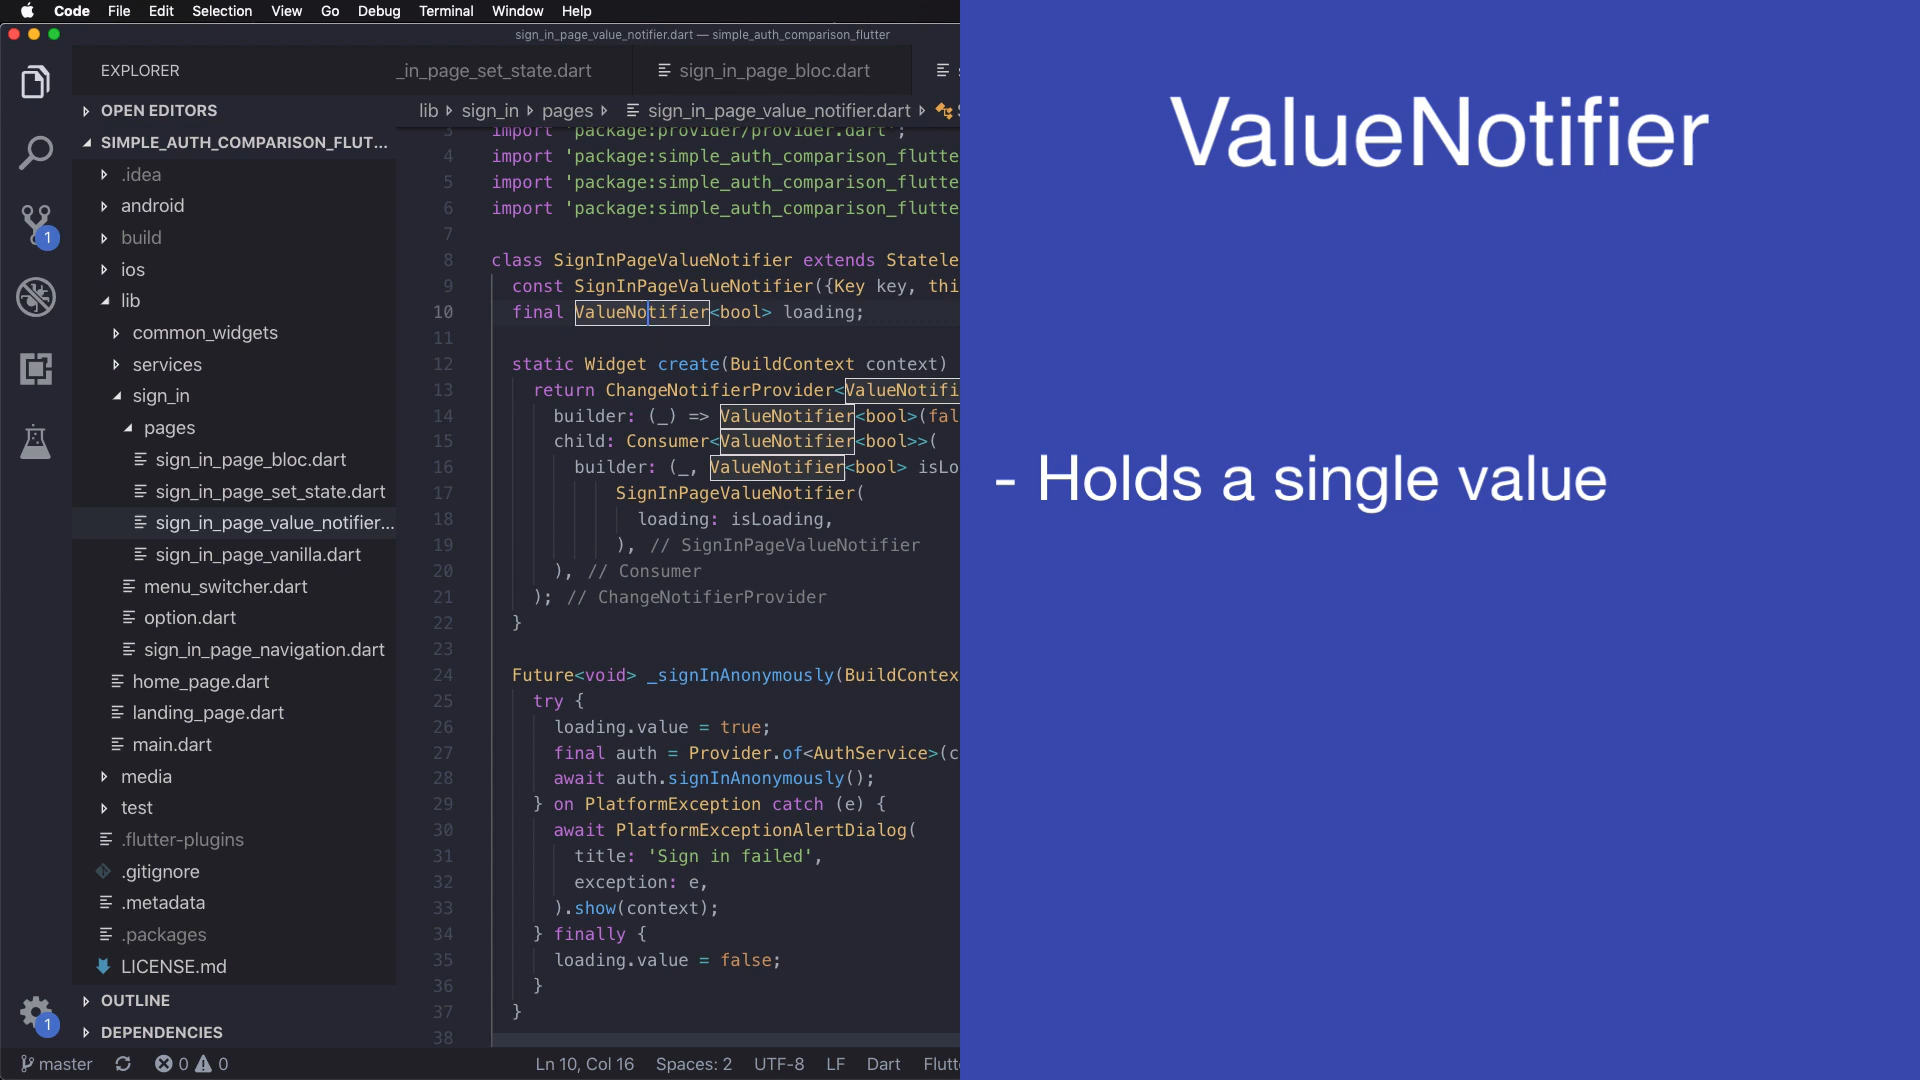 Code File Edit Selection View Go Debug Terminal Window Help
sign_in_page_value_notifier.dart — simple_auth_comparison_flutter
EXPLORER
_in_page_set_state.dart
sign_in_page_bloc.dart
OPEN EDITORS
lib sign_in pages sign_in_page_value_notifier.dart
SIMPLE_AUTH_COMPARISON_FLUT...
.idea
android
build
ios
lib
common_widgets
services
sign_in
pages
sign_in_page_bloc.dart
sign_in_page_set_state.dart
sign_in_page_value_notifier...
sign_in_page_vanilla.dart
menu_switcher.dart
option.dart
sign_in_page_navigation.dart
home_page.dart
landing_page.dart
main.dart
media
test
.flutter-plugins
.gitignore
.metadata
.packages
LICENSE.md
OUTLINE
DEPENDENCIES
1
1
3 import 'package:provider/provider.dart';
4 import 'package:simple_auth_comparison_flutte
5 import 'package:simple_auth_comparison_flutte
6 import 'package:simple_auth_comparison_flutte
7
8 class SignInPageValueNotifier extends Statele
9 const SignInPageValueNotifier({Key key, thi
10 final ValueNotifier<bool> loading;
11
12 static Widget create(BuildContext context)
13 return ChangeNotifierProvider<ValueNotifi
14 builder: (_) => ValueNotifier<bool>(fal
15 child: Consumer<ValueNotifier<bool>>(
16 builder: (_, ValueNotifier<bool> isLo
17 SignInPageValueNotifier(
18 loading: isLoading,
19 ), // SignInPageValueNotifier
20 ), // Consumer
21 ); // ChangeNotifierProvider
22 }
23
24 Future<void> _signInAnonymously(BuildContex
25 try {
26 loading.value = true;
27 final auth = Provider.of<AuthService>(c
28 await auth.signInAnonymously();
29 } on PlatformException catch (e) {
30 await PlatformExceptionAlertDialog(
31 title: 'Sign in failed',
32 exception: e,
33 ).show(context);
34 } finally {
35 loading.value = false;
36 }
37 }
38
master 0 0 Ln 10, Col 16 Spaces: 2 UTF-8 LF Dart Flutt
ValueNotifier
- Holds a single value